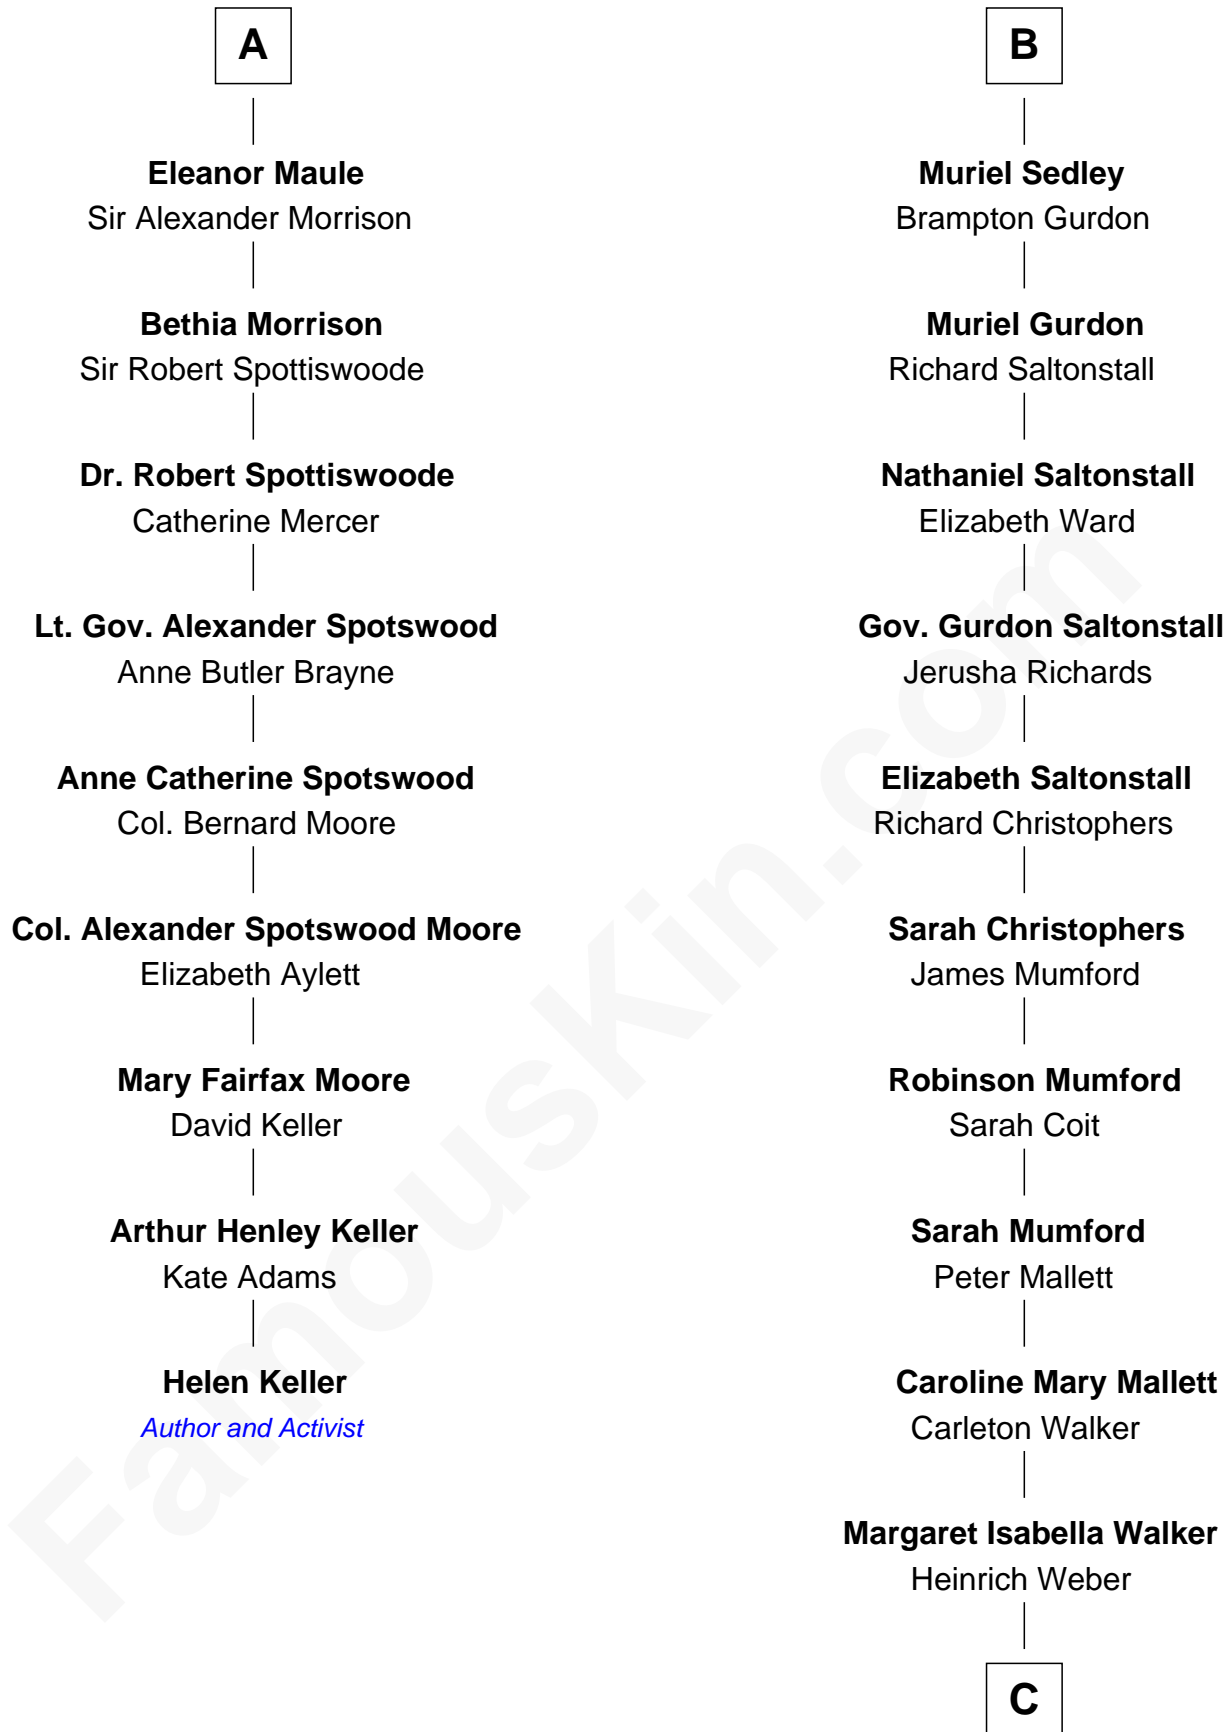 A
Eleanor Maule
Sir Alexander Morrison
Bethia Morrison
Sir Robert Spottiswoode
Dr. Robert Spottiswoode
Catherine Mercer
Lt. Gov. Alexander Spotswood
Anne Butler Brayne
Anne Catherine Spotswood
Col. Bernard Moore
Col. Alexander Spotswood Moore
Elizabeth Aylett
Mary Fairfax Moore
David Keller
Arthur Henley Keller
Kate Adams
Helen Keller
Author and Activist
B
Muriel Sedley
Brampton Gurdon
Muriel Gurdon
Richard Saltonstall
Nathaniel Saltonstall
Elizabeth Ward
Gov. Gurdon Saltonstall
Jerusha Richards
Elizabeth Saltonstall
Richard Christophers
Sarah Christophers
James Mumford
Robinson Mumford
Sarah Coit
Sarah Mumford
Peter Mallett
Caroline Mary Mallett
Carleton Walker
Margaret Isabella Walker
Heinrich Weber
C
FamousKin.com